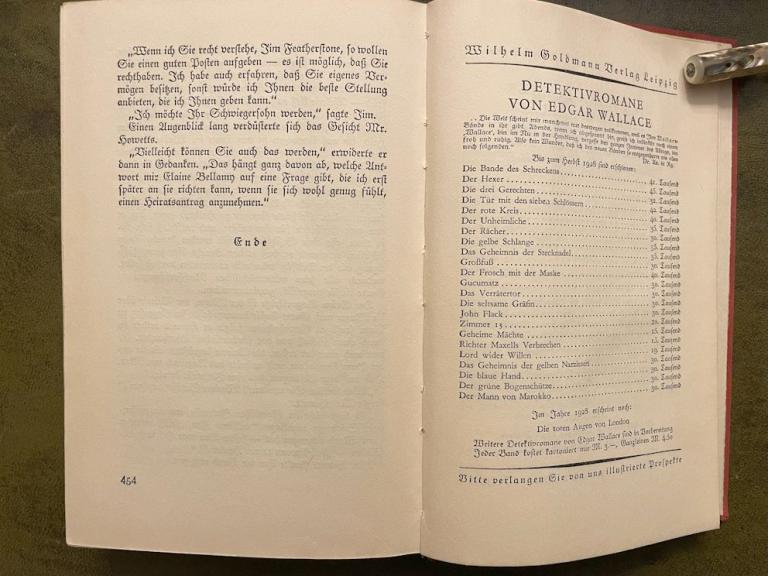 „Wenn ich Sie recht verstehe, Jim Featherstone, so wollen
Sie einen guten Posten aufgeben — es ist möglich, daß Sie
rechthaben. Ich habe auch erfahren, daß Sie eigenes Ver-
mögen besitzen, sonst würde ich Ihnen die beste Stellung
anbieten, die ich Ihnen geben kann.“
„Ich möchte Ihr Schwiegersohn werden,“ sagte Jim.
Einen Augenblick lang verdüsterte sich das Gesicht Mr.
Howetts.
„Vielleicht können Sie auch das werden,“ erwiderte er
dann in Gedanken. „Das hängt ganz davon ab, welche Ant-
wort mir Elaine Bellamy auf eine Frage gibt, die ich erst
später an sie richten kann, wenn sie sich wohl genug fühlt,
einen Heiratsantrag anzunehmen.“
Ende
454
Wilhelm Goldmann Verlag Leipzig
DETEKTIVROMANE
VON EDGAR WALLACE
Bis zum Herbst 1928 sind erschienen:
Die Bande des Schreckens
Der Hexer
Die drei Gerechten
Die Tür mit den sieben Schlössern
Der rote Kreis
Der Unheimliche
Der Rächer
Die gelbe Schlange
Das Geheimnis der Stecknadel
Großfuß
Der Frosch mit der Maske
Gucumatz
Das Verrätertor
Die seltsame Gräfin
John Flack
Zimmer 13
Geheime Mächte
Richter Maxells Verbrechen
Lord wider Willen
Das Geheimnis der gelben Narzissen
Die blaue Hand
Der grüne Bogenschütze
Der Mann von Marokko
Im Jahre 1928 erscheint noch:
Die toten Augen von London
Weitere Detektivromane von Edgar Wallace sind in Vorbereitung
Jeder Band kostet kartoniert nur M. 3.—, Ganzleinen M. 4.50
Bitte verlangen Sie von uns illustrierte Prospekte